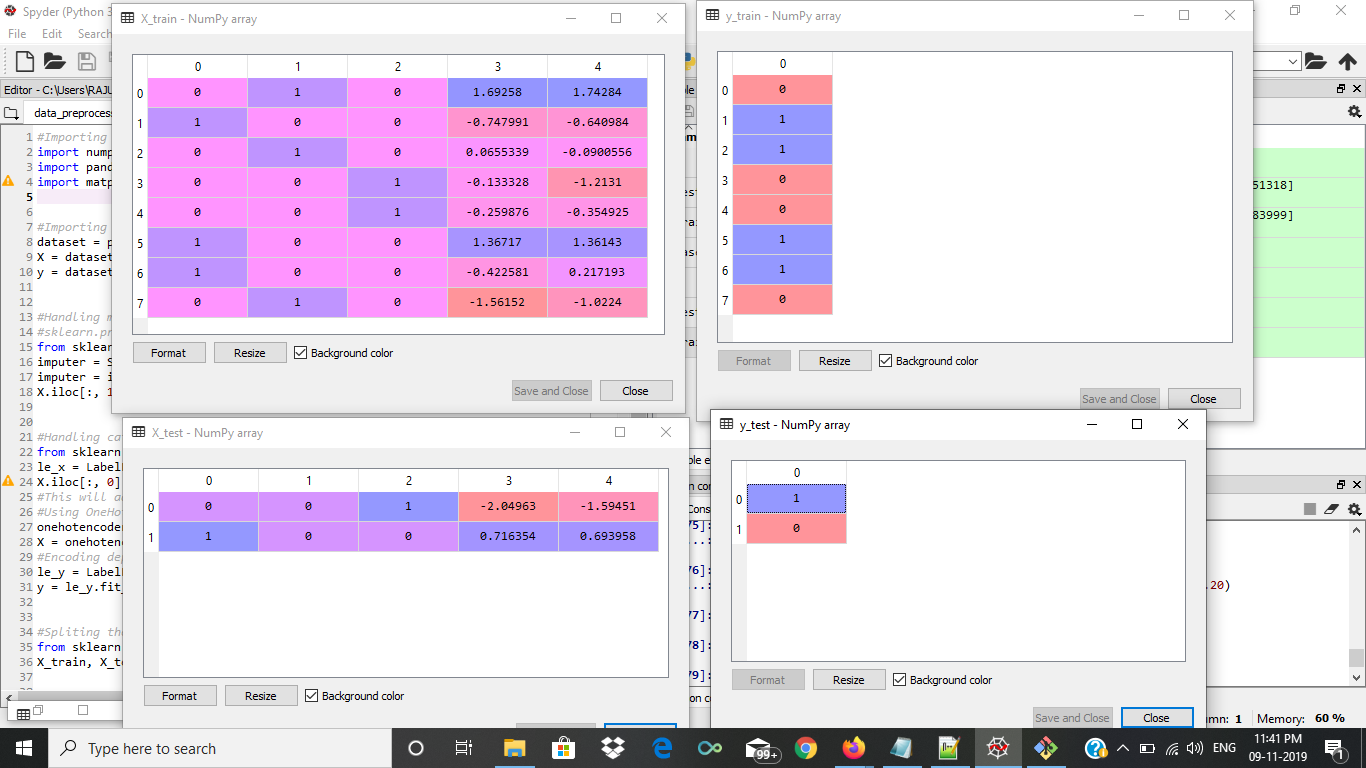 Spyder (Python 3
File Edit Search
Editor - C:\Users\RAJU
data_preprocess
1 #Importing
2 import nump
3 import pand
4 import matp
5
6
7 #Importing
8 dataset = p
9 X = dataset
10 y = dataset
11
12
13 #Handling m
14 #sklearn.pr
15 from sklear
16 imputer = S
17 imputer = i
18 X.iloc[:, 1
19
20
21 #Handling ca
22 from sklearn
23 le_x = Label
24 X.iloc[:, 0]
25 #This will a
26 #Using OneHo
27 onehotencode
28 X = onehoten
29 #Encoding de
30 le_y = Label
31 y = le_y.fit_
32
33
34 #Spliting the
35 from sklearn
36 X_train, X_te
37
X_train - NumPy array
0 1 2 3 4
0 0 1 0 1.69258 1.74284
1 1 0 0 -0.747991 -0.640984
2 0 1 0 0.0655339 -0.0900556
3 0 0 1 -0.133328 -1.2131
4 0 0 1 -0.259876 -0.354925
5 1 0 0 1.36717 1.36143
6 1 0 0 -0.422581 0.217193
7 0 1 0 -1.56152 -1.0224
Format Resize Background color
Save and Close Close
y_train - NumPy array
0
0 0
1 1
2 1
3 0
4 0
5 1
6 1
7 0
Format Resize Background color
Save and Close Close
51318]
83999]
X_test - NumPy array
0 1 2 3 4
0 0 0 1 -2.04963 -1.59451
1 1 0 0 0.716354 0.693958
Format Resize Background color
y_test - NumPy array
0
0 1
1 0
Format Resize Background color
Save and Close Close
75]:
...:
76]:
...:
.20)
77]:
78]:
79]:
mn: 1 Memory: 60 %
Type here to search
99+
ENG
11:41 PM
09-11-2019
1